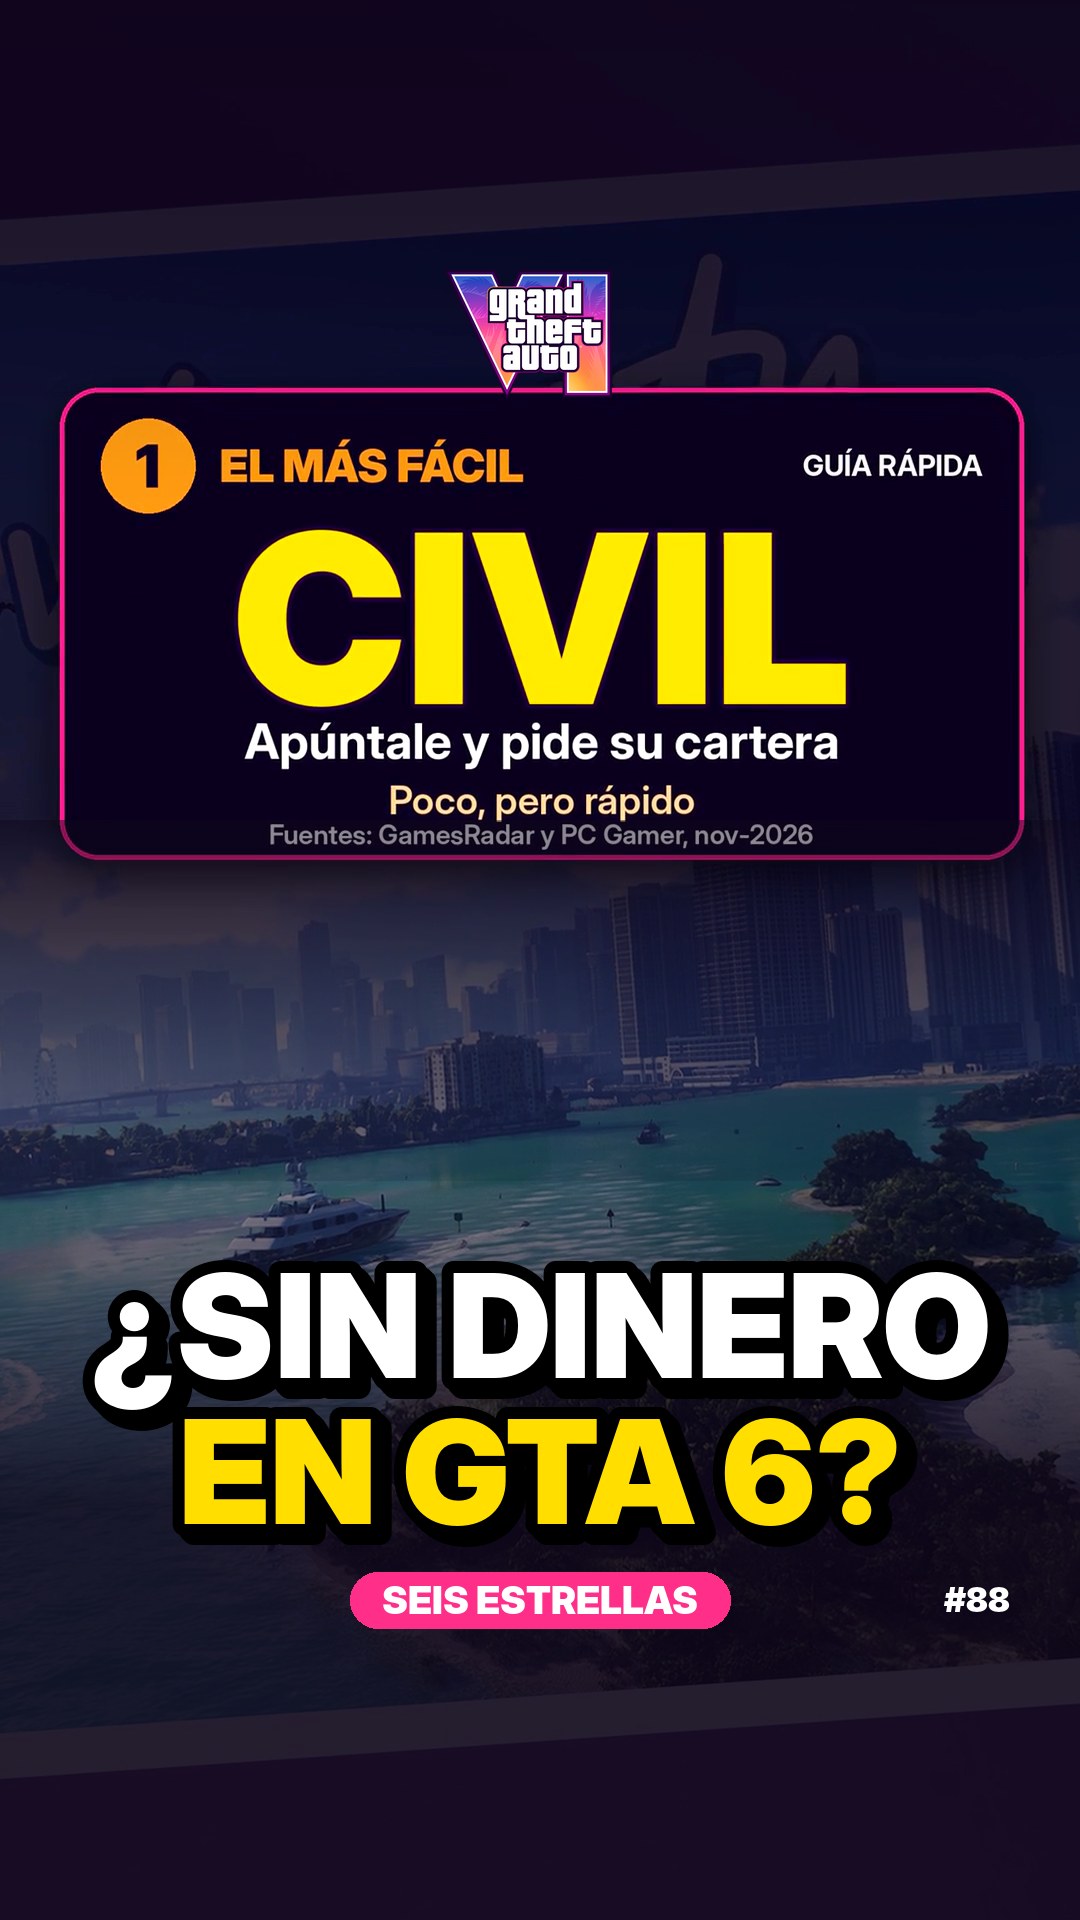 grand
theft
auto
VI
1 EL MÁS FÁCIL
GUÍA RÁPIDA
CIVIL
Apúntale y pide su cartera
Poco, pero rápido
Fuentes: GamesRadar y PC Gamer, nov-2026
¿SIN DINERO
EN GTA 6?
SEIS ESTRELLAS
#88